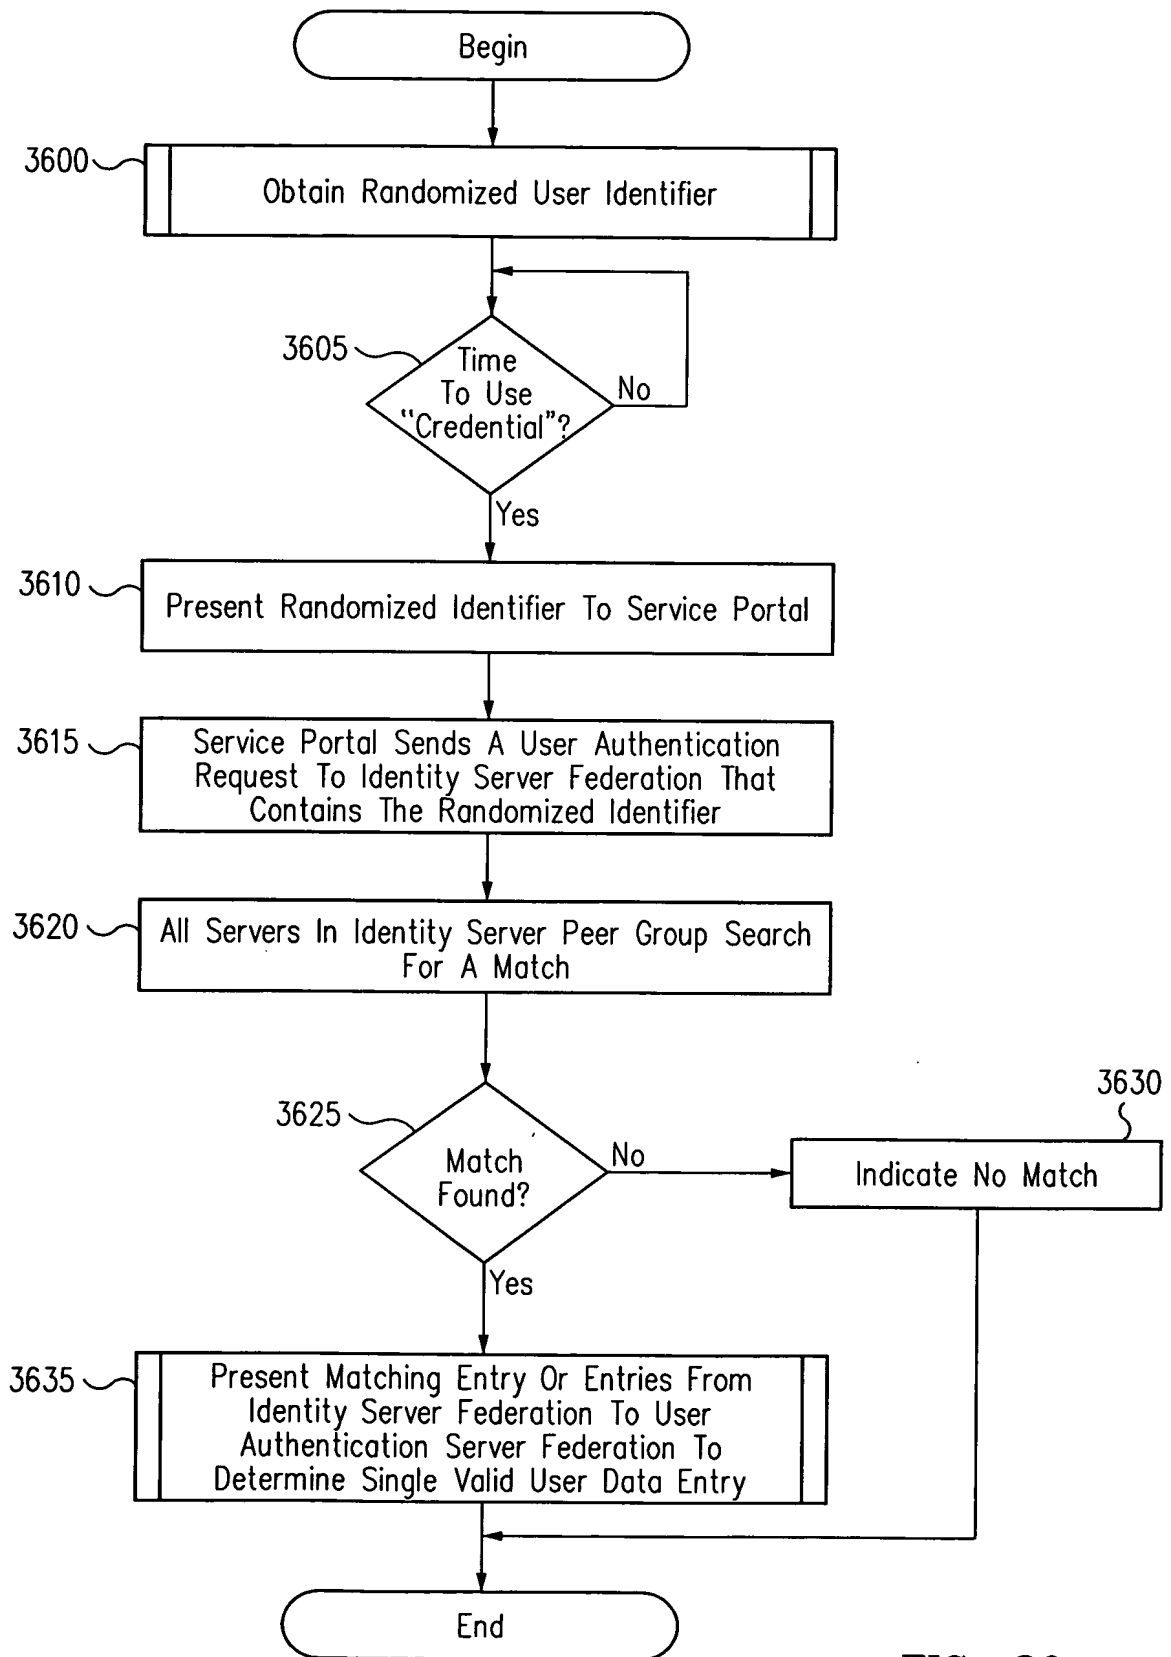 Begin
3600
Obtain Randomized User Identifier
3605
Time
To Use
“Credential”?
No
Yes
3610
Present Randomized Identifier To Service Portal
3615
Service Portal Sends A User Authentication
Request To Identity Server Federation That
Contains The Randomized Identifier
3620
All Servers In Identity Server Peer Group Search
For A Match
3625
Match
Found?
No
3630
Indicate No Match
Yes
3635
Present Matching Entry Or Entries From
Identity Server Federation To User
Authentication Server Federation To
Determine Single Valid User Data Entry
End